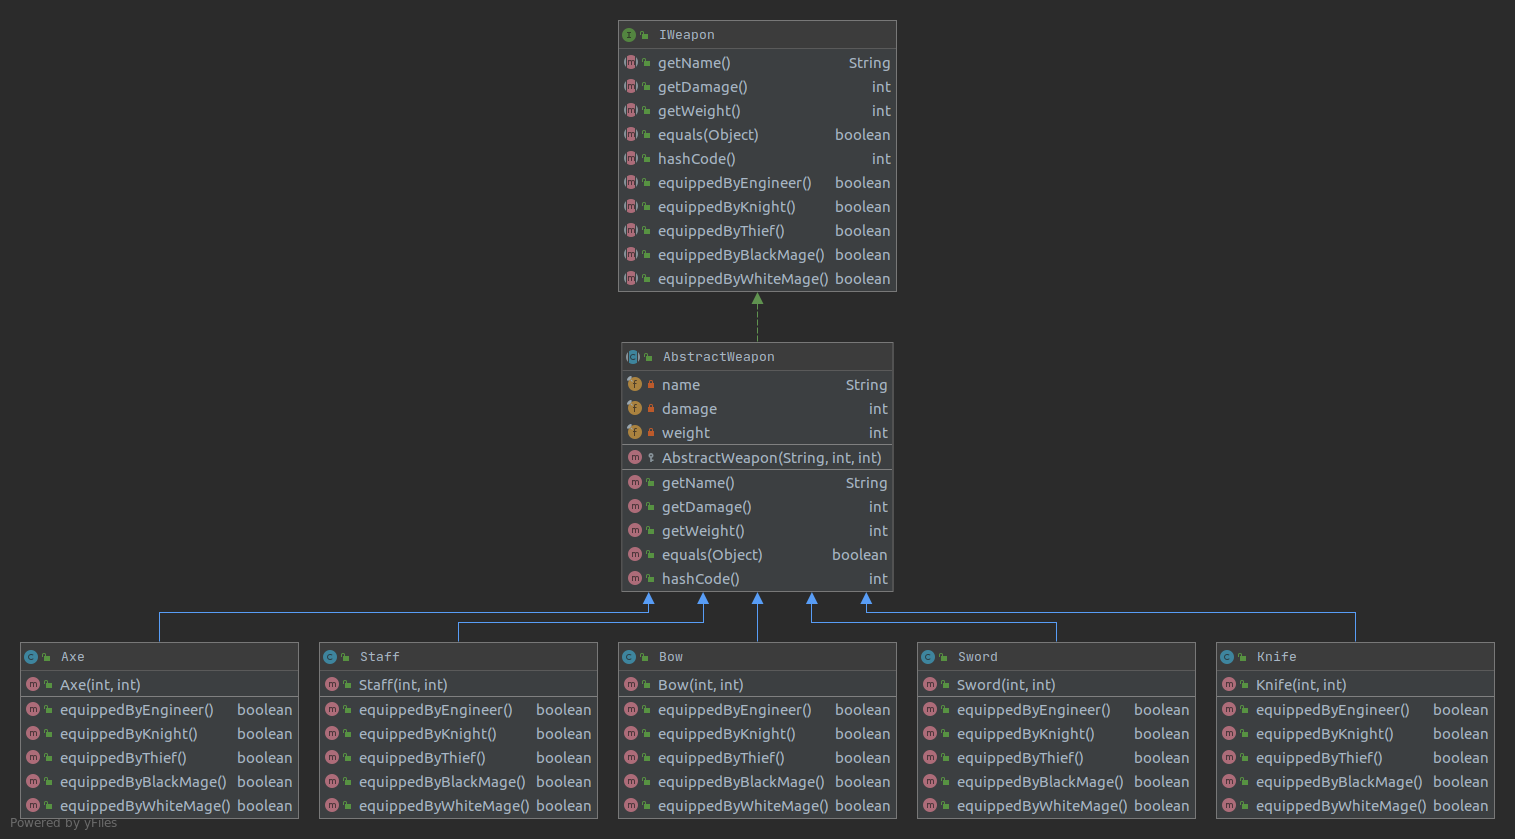 IWeapon
getName() String
getDamage() int
getWeight() int
equals(Object) boolean
hashCode() int
equippedByEngineer() boolean
equippedByKnight() boolean
equippedByThief() boolean
equippedByBlackMage() boolean
equippedByWhiteMage() boolean
AbstractWeapon
name String
damage int
weight int
AbstractWeapon(String, int, int)
getName() String
getDamage() int
getWeight() int
equals(Object) boolean
hashCode() int
Axe
Axe(int, int)
equippedByEngineer() boolean
equippedByKnight() boolean
equippedByThief() boolean
equippedByBlackMage() boolean
equippedByWhiteMage() boolean
Staff
Staff(int, int)
equippedByEngineer() boolean
equippedByKnight() boolean
equippedByThief() boolean
equippedByBlackMage() boolean
equippedByWhiteMage() boolean
Bow
Bow(int, int)
equippedByEngineer() boolean
equippedByKnight() boolean
equippedByThief() boolean
equippedByBlackMage() boolean
equippedByWhiteMage() boolean
Sword
Sword(int, int)
equippedByEngineer() boolean
equippedByKnight() boolean
equippedByThief() boolean
equippedByBlackMage() boolean
equippedByWhiteMage() boolean
Knife
Knife(int, int)
equippedByEngineer() boolean
equippedByKnight() boolean
equippedByThief() boolean
equippedByBlackMage() boolean
equippedByWhiteMage() boolean
Powered by yFiles